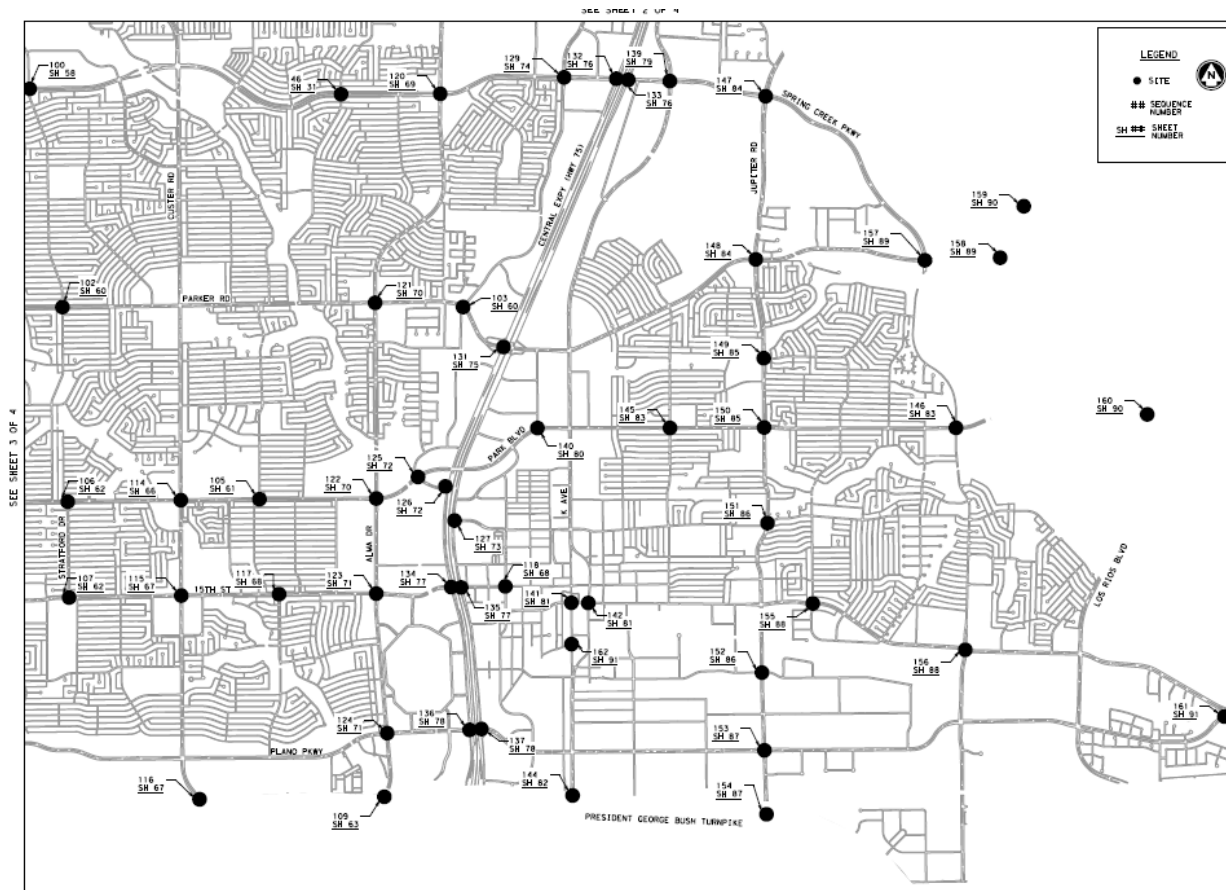 SEE SHEET 2 OF 4
LEGEND
SITE
## SEQUENCE
NUMBER
SH ## SHEET
NUMBER
N
100
SH 58
46
SH 31
120
SH 69
129
SH 74
132
SH 76
139
SH 79
133
SH 76
147
SH 84
SPRING CREEK PKWY
CUSTER RD
CENTRAL EXPY (HWY 75)
JUPITER RD
159
SH 90
157
SH 89
158
SH 89
148
SH 84
102
SH 60
PARKER RD
121
SH 70
103
SH 60
131
SH 75
149
SH 85
SEE SHEET 3 OF 4
145
SH 83
150
SH 85
146
SH 83
160
SH 90
PARK BLVD
140
SH 80
125
SH 72
106
SH 62
114
SH 66
105
SH 61
122
SH 70
126
SH 72
K AVE
127
SH 73
151
SH 86
STRATFORD DR
ALMA DR
LOS RIOS BLVD
107
SH 62
115
SH 67
15TH ST
117
SH 68
123
SH 71
134
SH 77
118
SH 68
135
SH 77
141
SH 81
142
SH 81
155
SH 88
162
SH 91
152
SH 86
156
SH 88
161
SH 91
124
SH 71
136
SH 78
137
SH 78
PLANO PKWY
153
SH 87
116
SH 67
109
SH 63
144
SH 82
154
SH 87
PRESIDENT GEORGE BUSH TURNPIKE